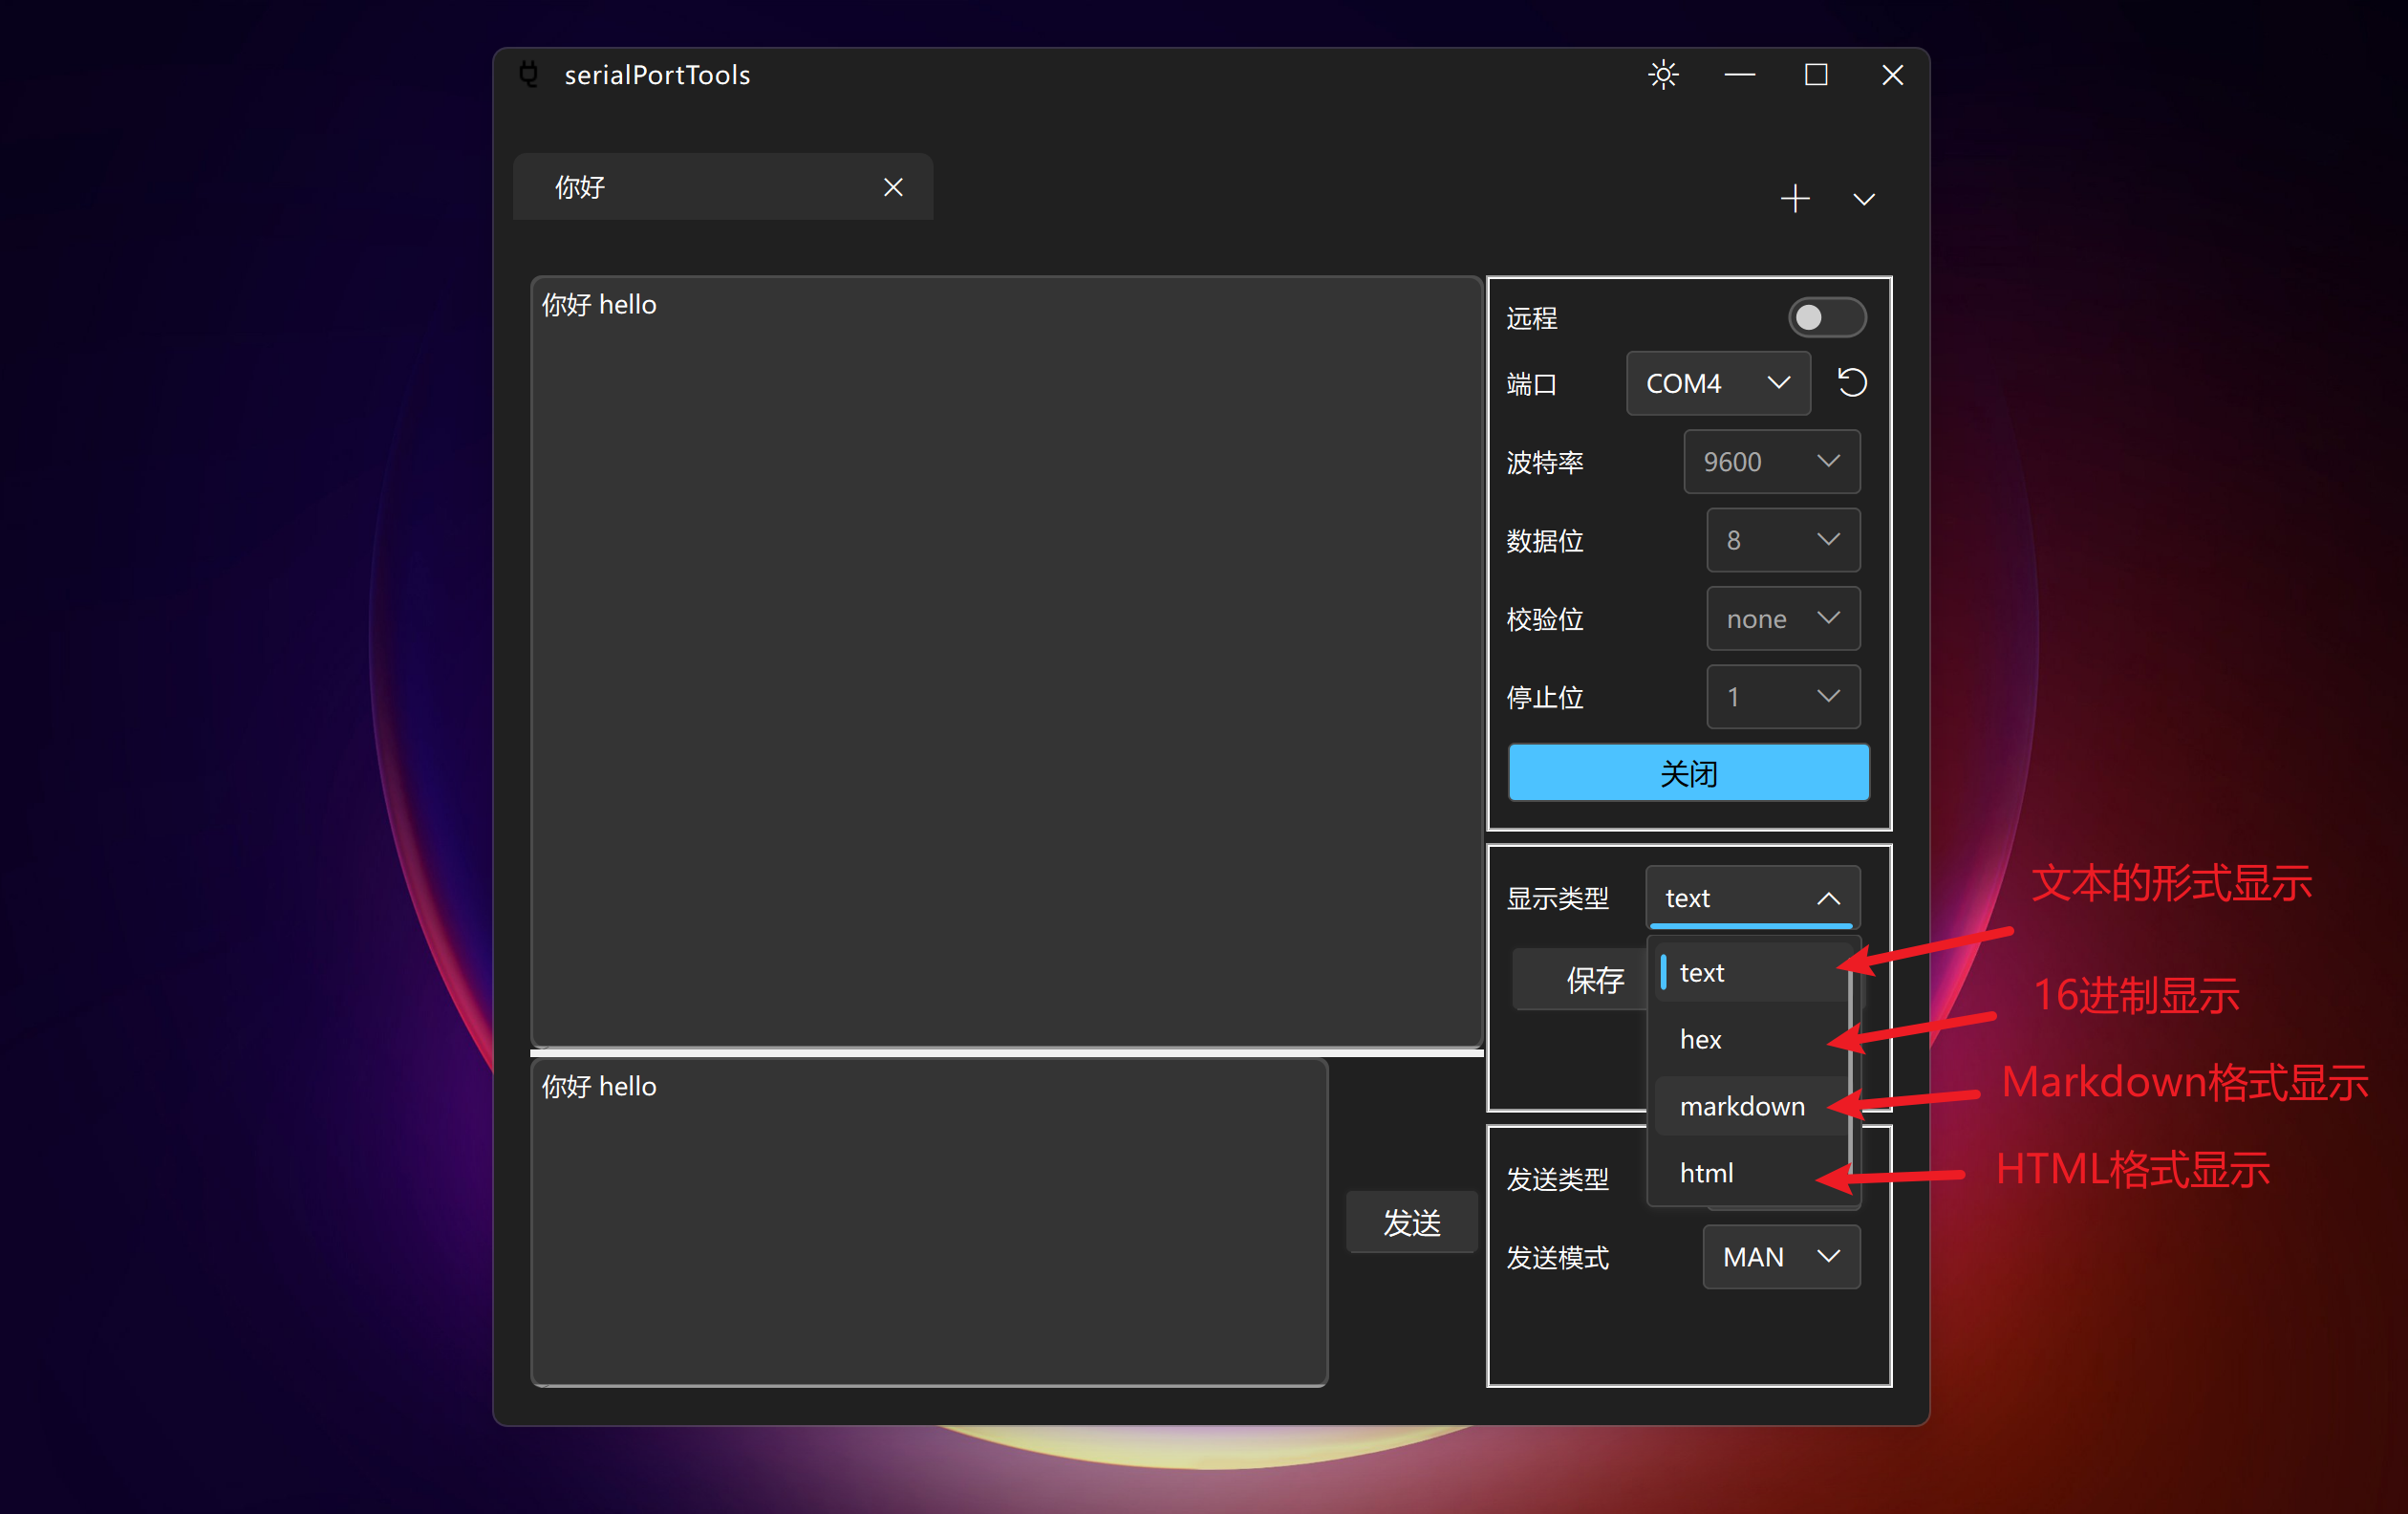 serialPortTools
你好
你好 hello
远程
端口 COM4
波特率 9600
数据位 8
校验位 none
停止位 1
关闭
显示类型 text
保存
text
hex
markdown
html
文本的形式显示
16进制显示
Markdown格式显示
HTML格式显示
你好 hello
发送
发送类型
发送模式 MAN